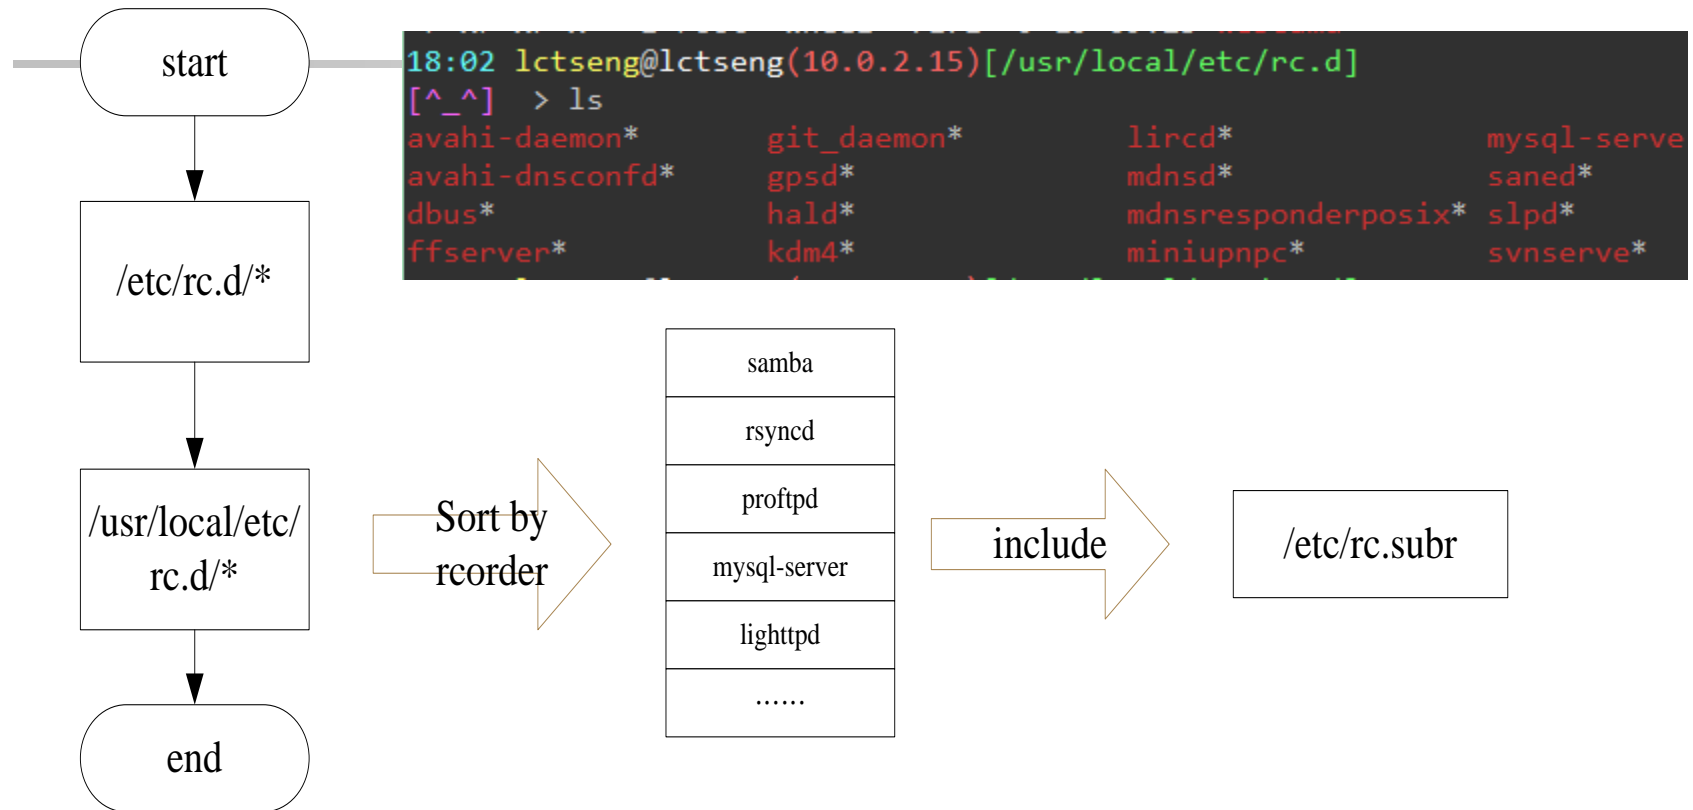 start
18:02 lctseng@lctseng(10.0.2.15)[/usr/local/etc/rc.d]
[^_^] > ls
avahi-daemon* git_daemon* lircd* mysql-serve
avahi-dnsconfd* gpsd* mdnsd* saned*
dbus* hald* mdnsresponderposix* slpd*
ffserver* kdm4* miniupnpc* svnserve*
/etc/rc.d/*
/usr/local/etc/
rc.d/*
end
Sort by
rcorder
samba
rsyncd
proftpd
mysql-server
lighttpd
......
include
/etc/rc.subr